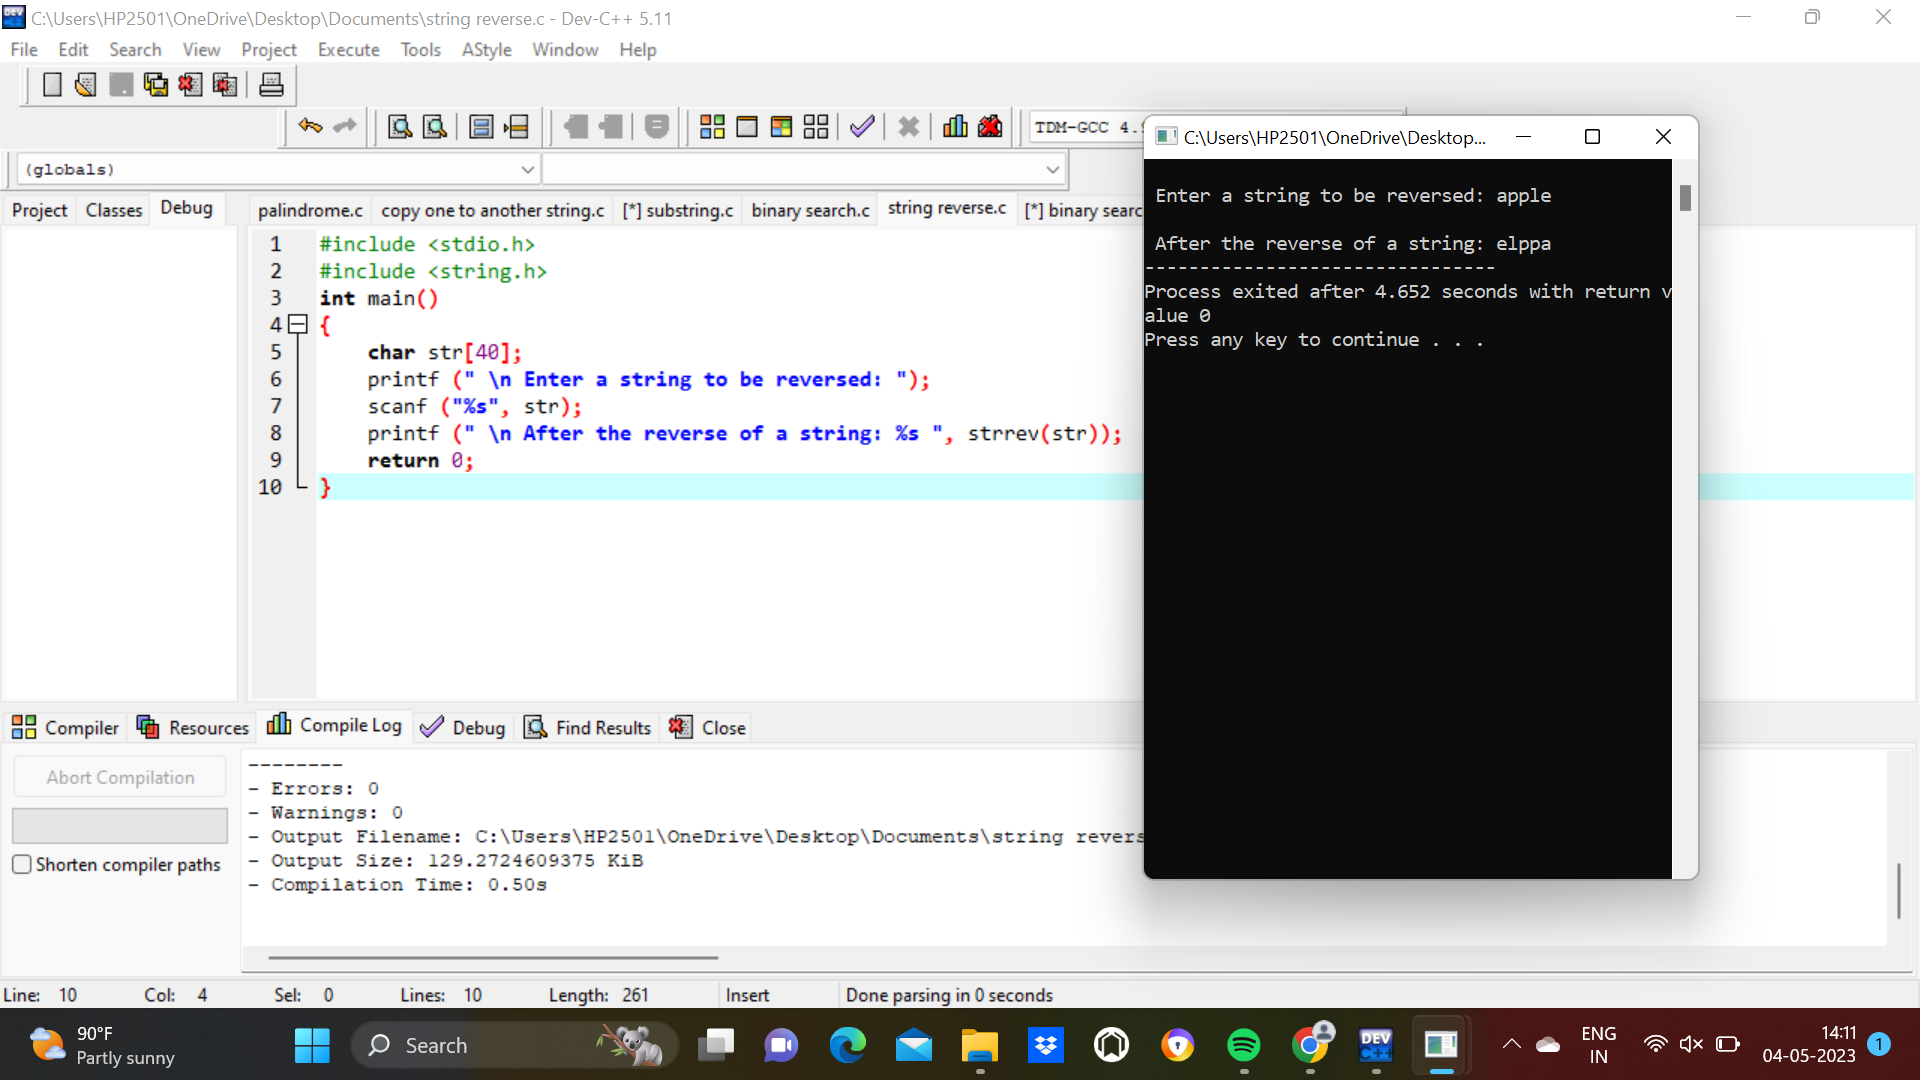 C:\Users\HP2501\OneDrive\Desktop\Documents\string reverse.c - Dev-C++ 5.11
File Edit Search View Project Execute Tools AStyle Window Help
TDM-GCC 4.
(globals)
Project Classes Debug
palindrome.c copy one to another string.c [*] substring.c binary search.c string reverse.c [*] binary searc
1 #include <stdio.h>
2 #include <string.h>
3 int main()
4 {
5 char str[40];
6 printf (" \n Enter a string to be reversed: ");
7 scanf ("%s", str);
8 printf (" \n After the reverse of a string: %s ", strrev(str));
9 return 0;
10 }
C:\Users\HP2501\OneDrive\Desktop...
Enter a string to be reversed: apple
After the reverse of a string: elppa
--------------------------------
Process exited after 4.652 seconds with return v
alue 0
Press any key to continue . . .
Compiler Resources Compile Log Debug Find Results Close
Abort Compilation
Shorten compiler paths
--------
- Errors: 0
- Warnings: 0
- Output Filename: C:\Users\HP2501\OneDrive\Desktop\Documents\string revers
- Output Size: 129.2724609375 KiB
- Compilation Time: 0.50s
Line: 10 Col: 4 Sel: 0 Lines: 10 Length: 261 Insert Done parsing in 0 seconds
90°F
Partly sunny
Search
DEV
C++
ENG
IN
14:11
04-05-2023
1